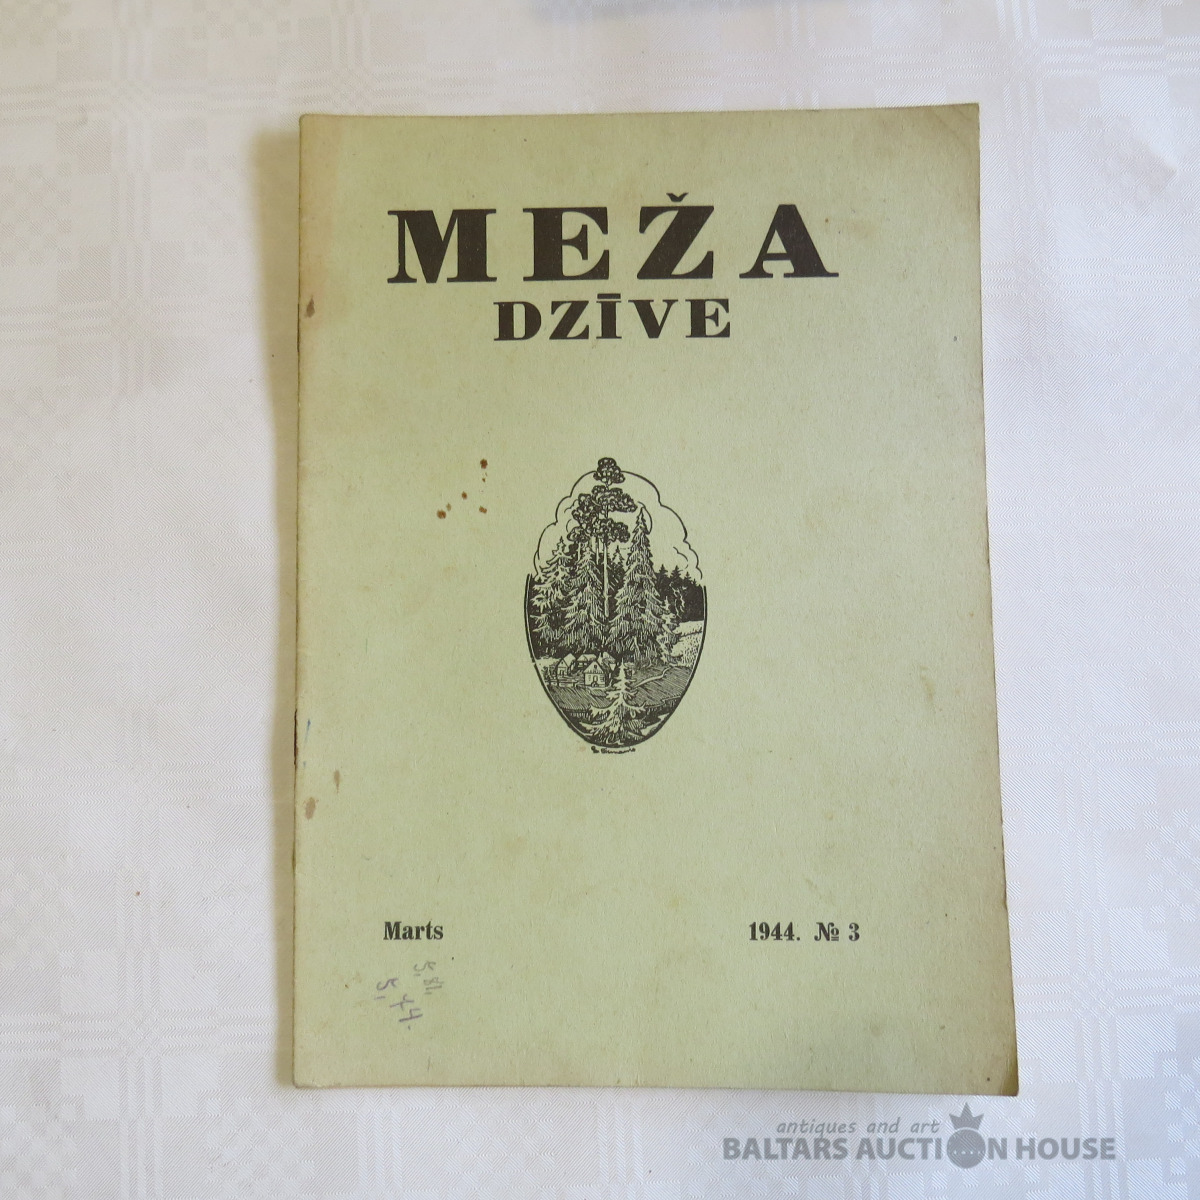 MEŽA
DZĪVE
Marts
1944. № 3
antiques and art
BALTARS AUCTION HOUSE